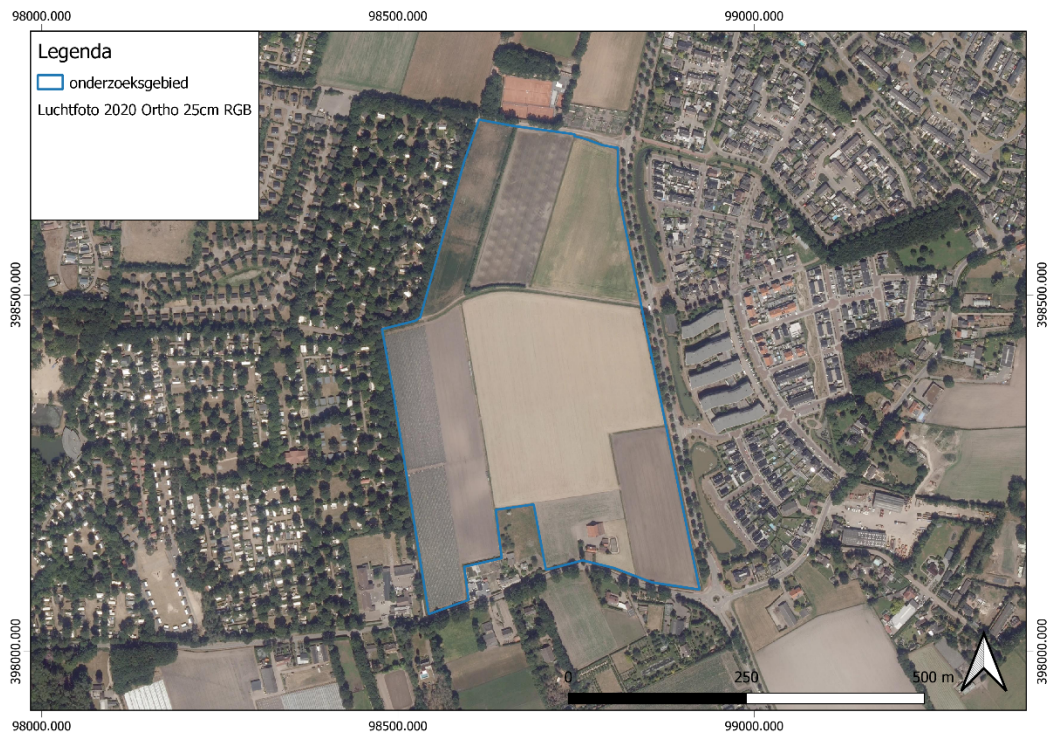 98000.000 98500.000 99000.000
Legenda
onderzoeksgebied
Luchtfoto 2020 Ortho 25cm RGB
398500.000 398500.000
398000.000 398000.000
0 250 500 m
98000.000 98500.000 99000.000